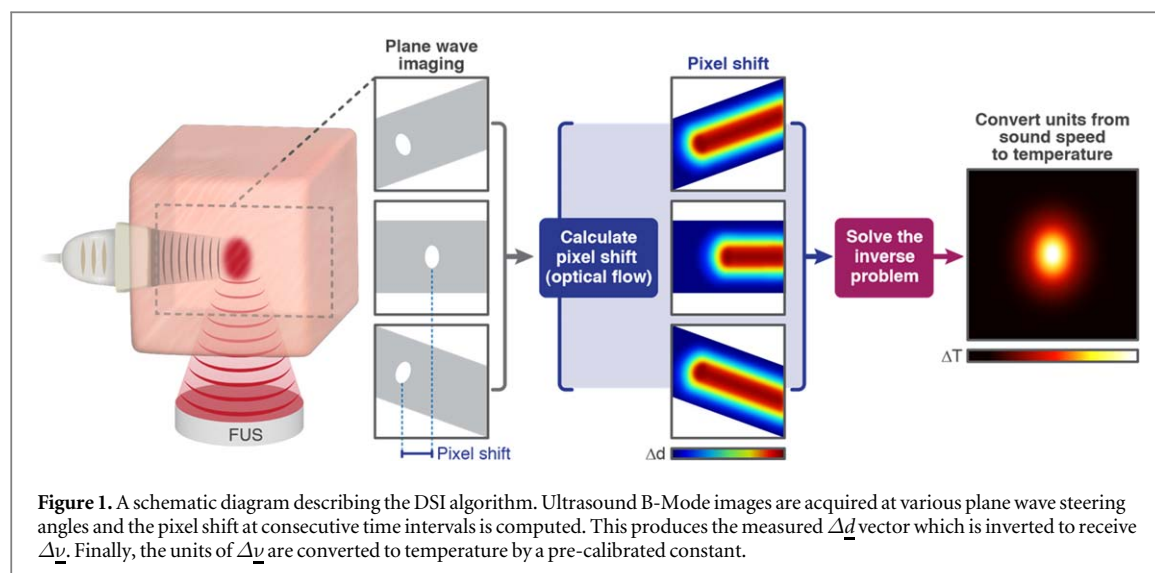 Plane wave
imaging
Pixel shift
Convert units from
sound speed
to temperature
Calculate
pixel shift
(optical flow)
Solve the
inverse
problem
ΔT
FUS
Pixel shift
Δd
Figure 1. A schematic diagram describing the DSI algorithm. Ultrasound B-Mode images are acquired at various plane wave steering
angles and the pixel shift at consecutive time intervals is computed. This produces the measured Δd vector which is inverted to receive
Δν. Finally, the units of Δν are converted to temperature by a pre-calibrated constant.